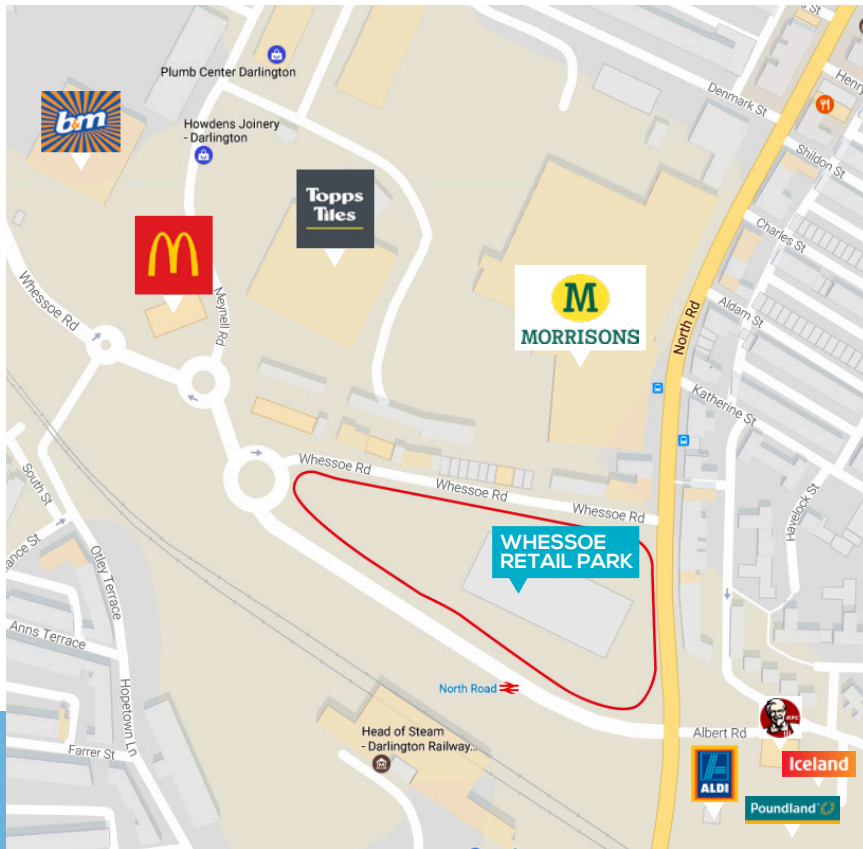 Plumb Center Darlington
b&m
Howdens Joinery
- Darlington
Topps
Tiles
Denmark St
Henry
Shildon St
Charles St
Aldam St
North Rd
Katherine St
Havelock St
M
MORRISONS
Whessoe Rd
Meynell Rd
Whessoe Rd
Whessoe Rd
Whessoe Rd
WHESSOE
RETAIL PARK
South St
Otley Terrace
Anns Terrace
Hopetown Ln
Farrer St
North Road
Head of Steam
- Darlington Railway...
Albert Rd
KFC
Iceland
ALDI
Poundland